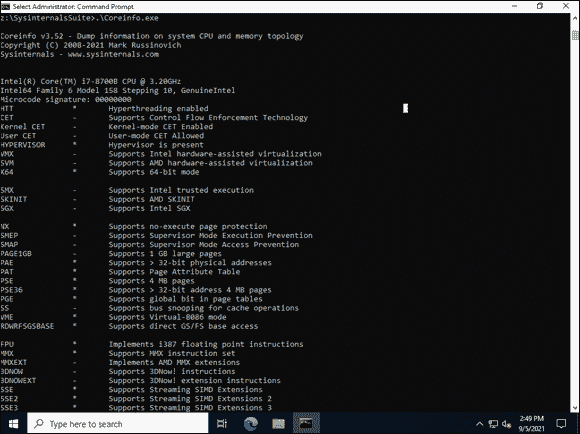 Select Administrator: Command Prompt
z:\SysinternalsSuite>.\Coreinfo.exe
Coreinfo v3.52 - Dump information on system CPU and memory topology
Copyright (C) 2008-2021 Mark Russinovich
Sysinternals - www.sysinternals.com
Intel(R) Core(TM) i7-8700B CPU @ 3.20GHz
Intel64 Family 6 Model 158 Stepping 10, GenuineIntel
Microcode signature: 00000000
HTT * Hyperthreading enabled
CET - Supports Control Flow Enforcement Technology
Kernel CET - Kernel-mode CET Enabled
User CET - User-mode CET Allowed
HYPERVISOR * Hypervisor is present
VMX - Supports Intel hardware-assisted virtualization
SVM - Supports AMD hardware-assisted virtualization
X64 * Supports 64-bit mode
SMX - Supports Intel trusted execution
SKINIT - Supports AMD SKINIT
SGX - Supports Intel SGX
NX * Supports no-execute page protection
SMEP - Supports Supervisor Mode Execution Prevention
SMAP - Supports Supervisor Mode Access Prevention
PAGE1GB - Supports 1 GB large pages
PAE * Supports > 32-bit physical addresses
PAT * Supports Page Attribute Table
PSE * Supports 4 MB pages
PSE36 * Supports > 32-bit address 4 MB pages
PGE * Supports global bit in page tables
SS - Supports bus snooping for cache operations
VME * Supports Virtual-8086 mode
RDWRFSGSBASE * Supports direct GS/FS base access
FPU * Implements i387 floating point instructions
MMX * Supports MMX instruction set
MMXEXT - Implements AMD MMX extensions
3DNOW - Supports 3DNow! instructions
3DNOWEXT - Supports 3DNow! extension instructions
SSE * Supports Streaming SIMD Extensions
SSE2 * Supports Streaming SIMD Extensions 2
SSE3 * Supports Streaming SIMD Extensions 3
Type here to search
2:49 PM
9/5/2021